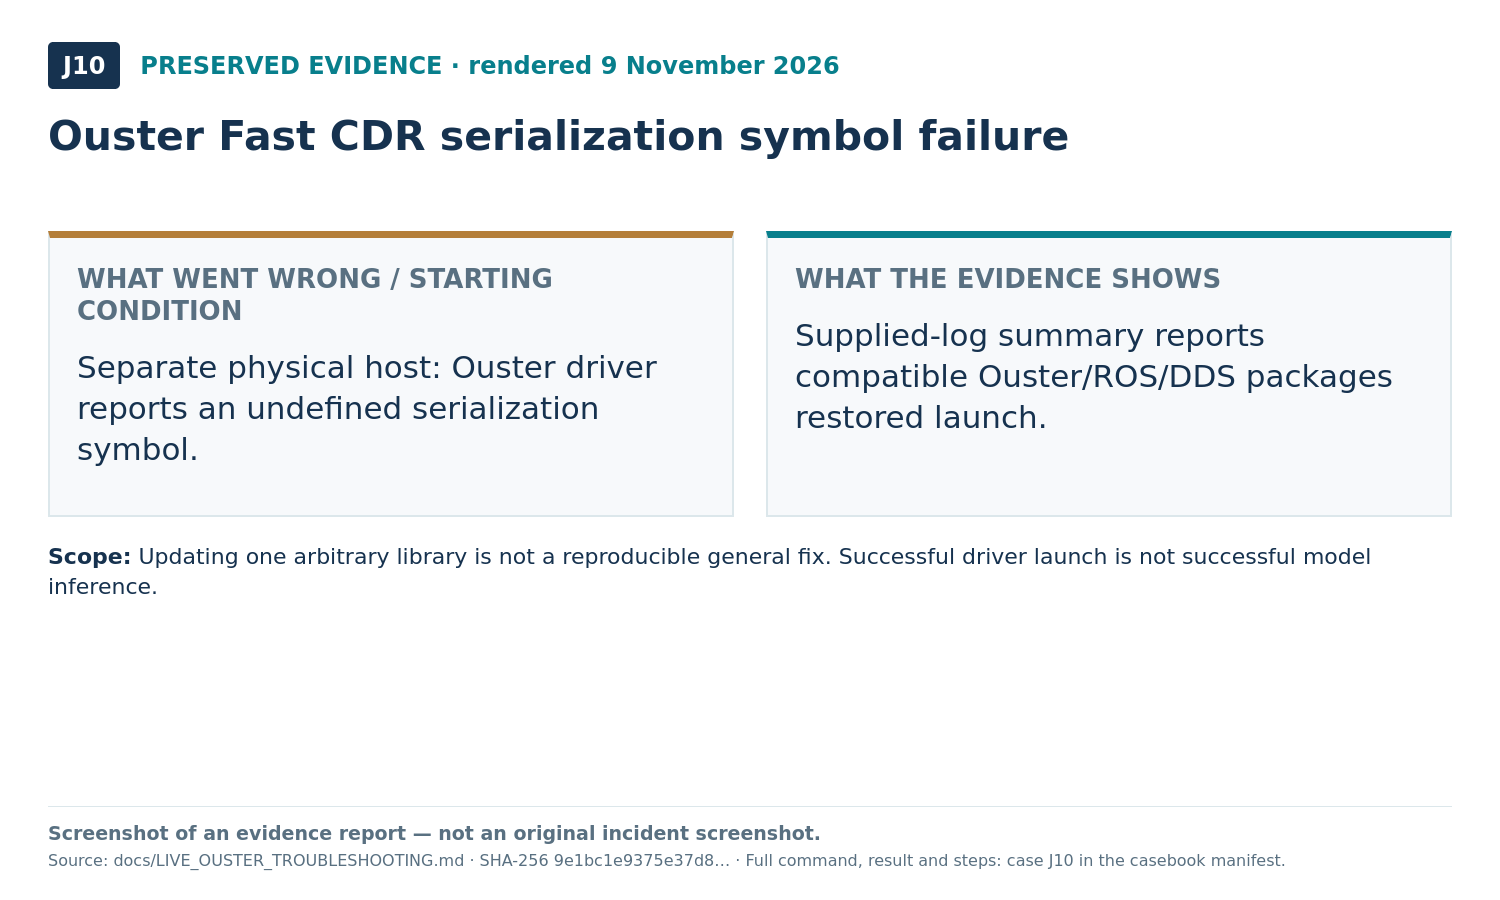 J10
PRESERVED EVIDENCE · rendered 9 November 2026
Ouster Fast CDR serialization symbol failure
WHAT WENT WRONG / STARTING
CONDITION
Separate physical host: Ouster driver
reports an undefined serialization
symbol.
WHAT THE EVIDENCE SHOWS
Supplied-log summary reports
compatible Ouster/ROS/DDS packages
restored launch.
Scope: Updating one arbitrary library is not a reproducible general fix. Successful driver launch is not successful model
inference.
Screenshot of an evidence report — not an original incident screenshot.
Source: docs/LIVE_OUSTER_TROUBLESHOOTING.md · SHA-256 9e1bc1e9375e37d8… · Full command, result and steps: case J10 in the casebook manifest.